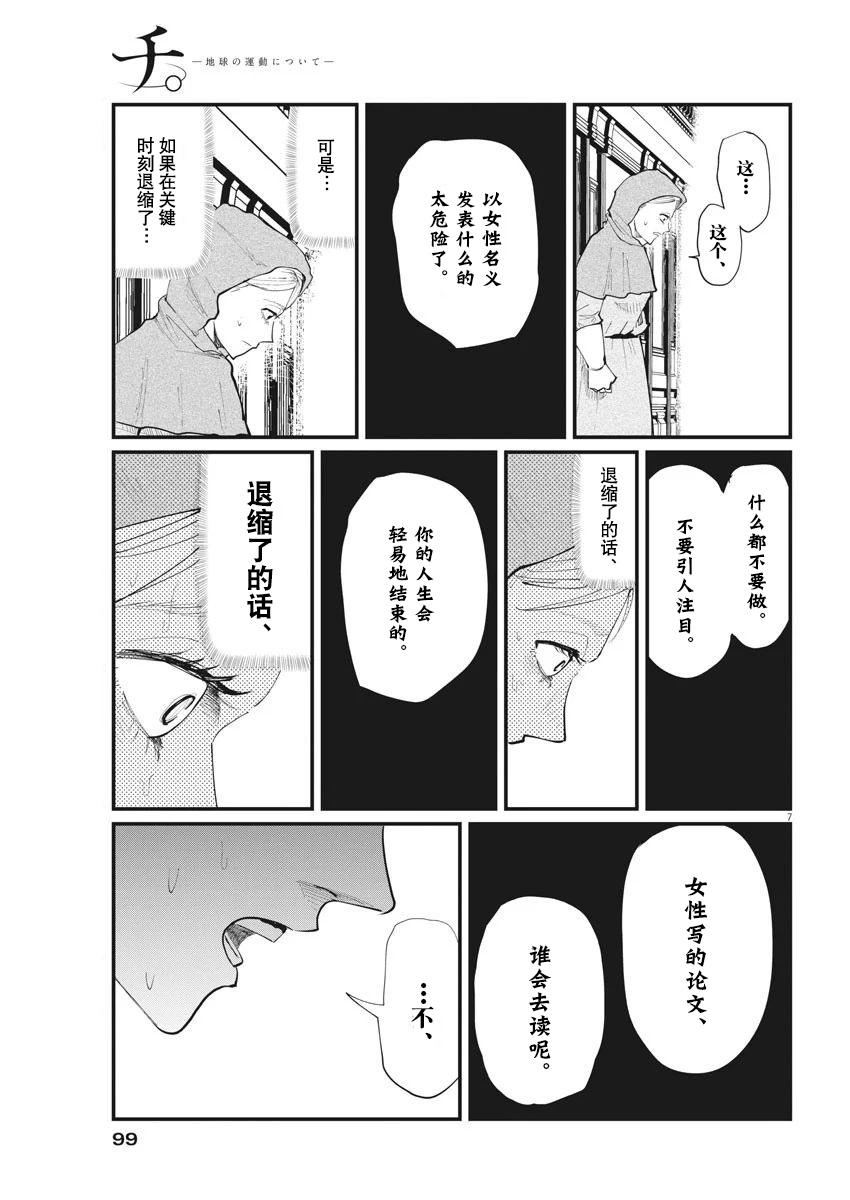 チ。
―地球の運動について―
这…
这个、
以女性名义
发表什么的
太危险了。
可是…
如果在关键
时刻退缩了…
什么都不要做。
不要引人注目。
退缩了的话、
你的人生会
轻易地结束的。
退缩了的话、
7
女性写的论文、
谁会去读呢。
…不、
99